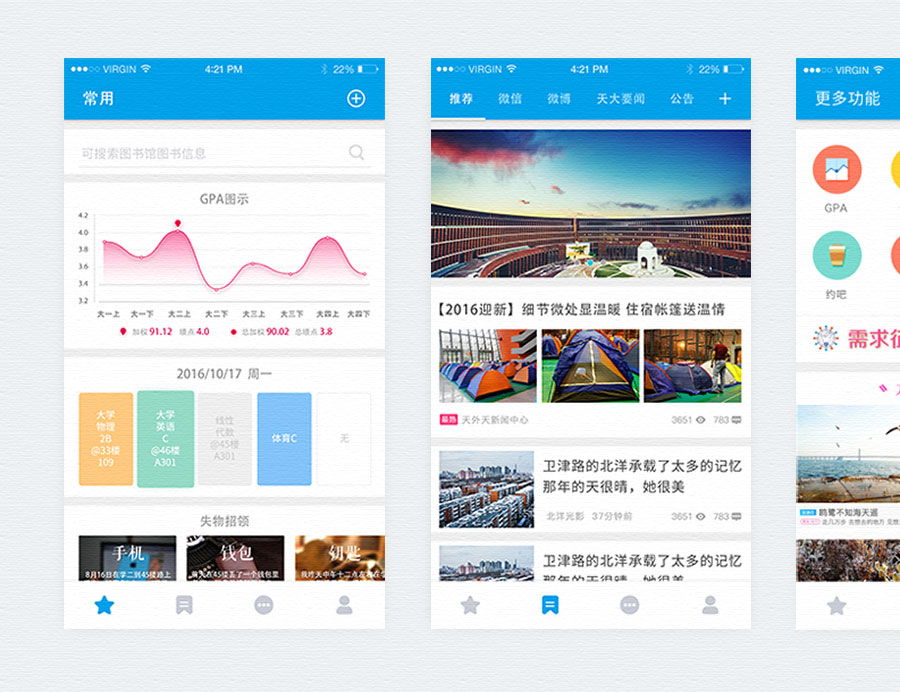 VIRGIN
4:21 PM
22%
常用
可搜索图书馆图书信息
GPA图示
4.2
4.0
3.8
3.6
3.4
3.2
大一上 大一下 大二上 大二下 大三上 大三下 大四上 大四下
加权 91.12 绩点 4.0 总加权 90.02 总绩点 3.8
2016/10/17 周一
大学
物理
2B
@33楼
109
大学
英语
C
@46楼
A301
线性
代数
@45楼
A301
体育C
无
失物招领
手机
8月16日在学二到45楼路上
钱包
前天在45楼丢了一个钱包里
钥匙
我昨天中午十二点左右在
VIRGIN
4:21 PM
22%
推荐 微信 微博 天大要闻 公告
【2016迎新】细节微处显温暖 住宿帐篷送温情
最热 天外天新闻中心 3651 783
卫津路的北洋承载了太多的记忆
那年的天很晴，她很美
北洋光影 37分钟前 3651 783
卫津路的北洋承载了太多的记忆
那年的天很晴，她很美
VIRGIN
更多功能
GPA
约吧
需求征
鸥鹭不知海天遥